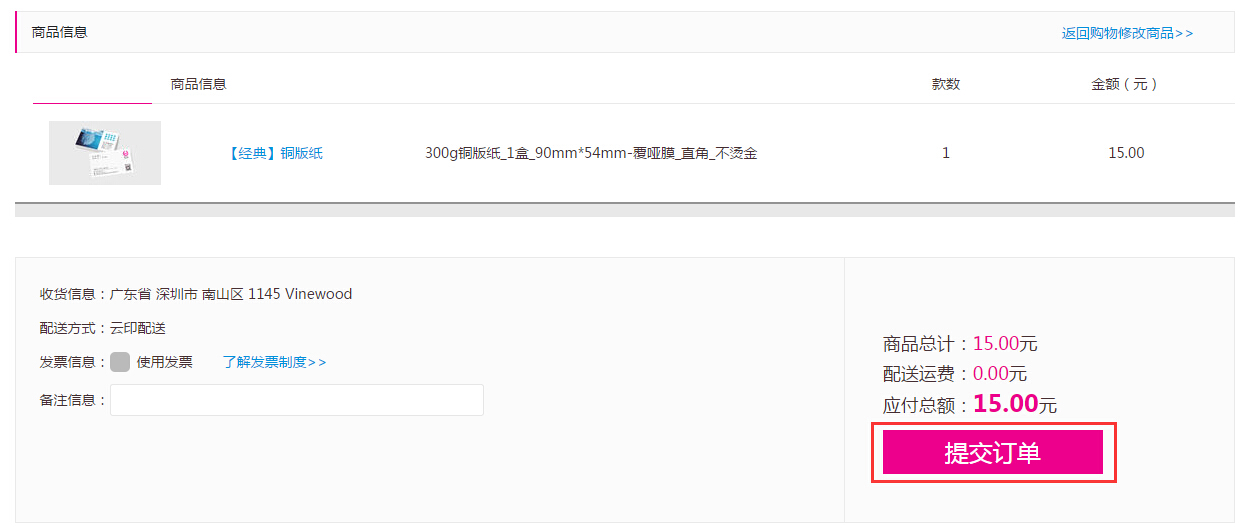 商品信息 返回购物修改商品>>
商品信息 款数 金额（元）
【经典】铜版纸 300g铜版纸_1盒_90mm*54mm-覆哑膜_直角_不烫金 1 15.00
收货信息：广东省 深圳市 南山区 1145 Vinewood
配送方式：云印配送
发票信息： 使用发票 了解发票制度>>
备注信息：
商品总计：15.00元
配送运费：0.00元
应付总额：15.00元
提交订单